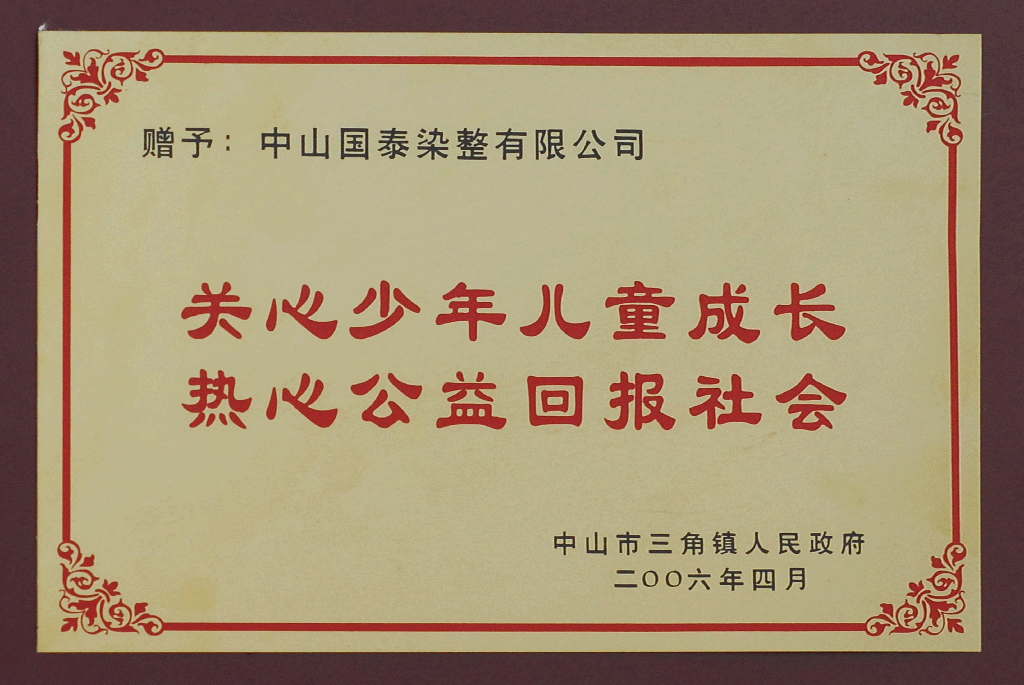 赠予：中山国泰染整有限公司
关心少年儿童成长
热心公益回报社会
中山市三角镇人民政府
二OO六年四月